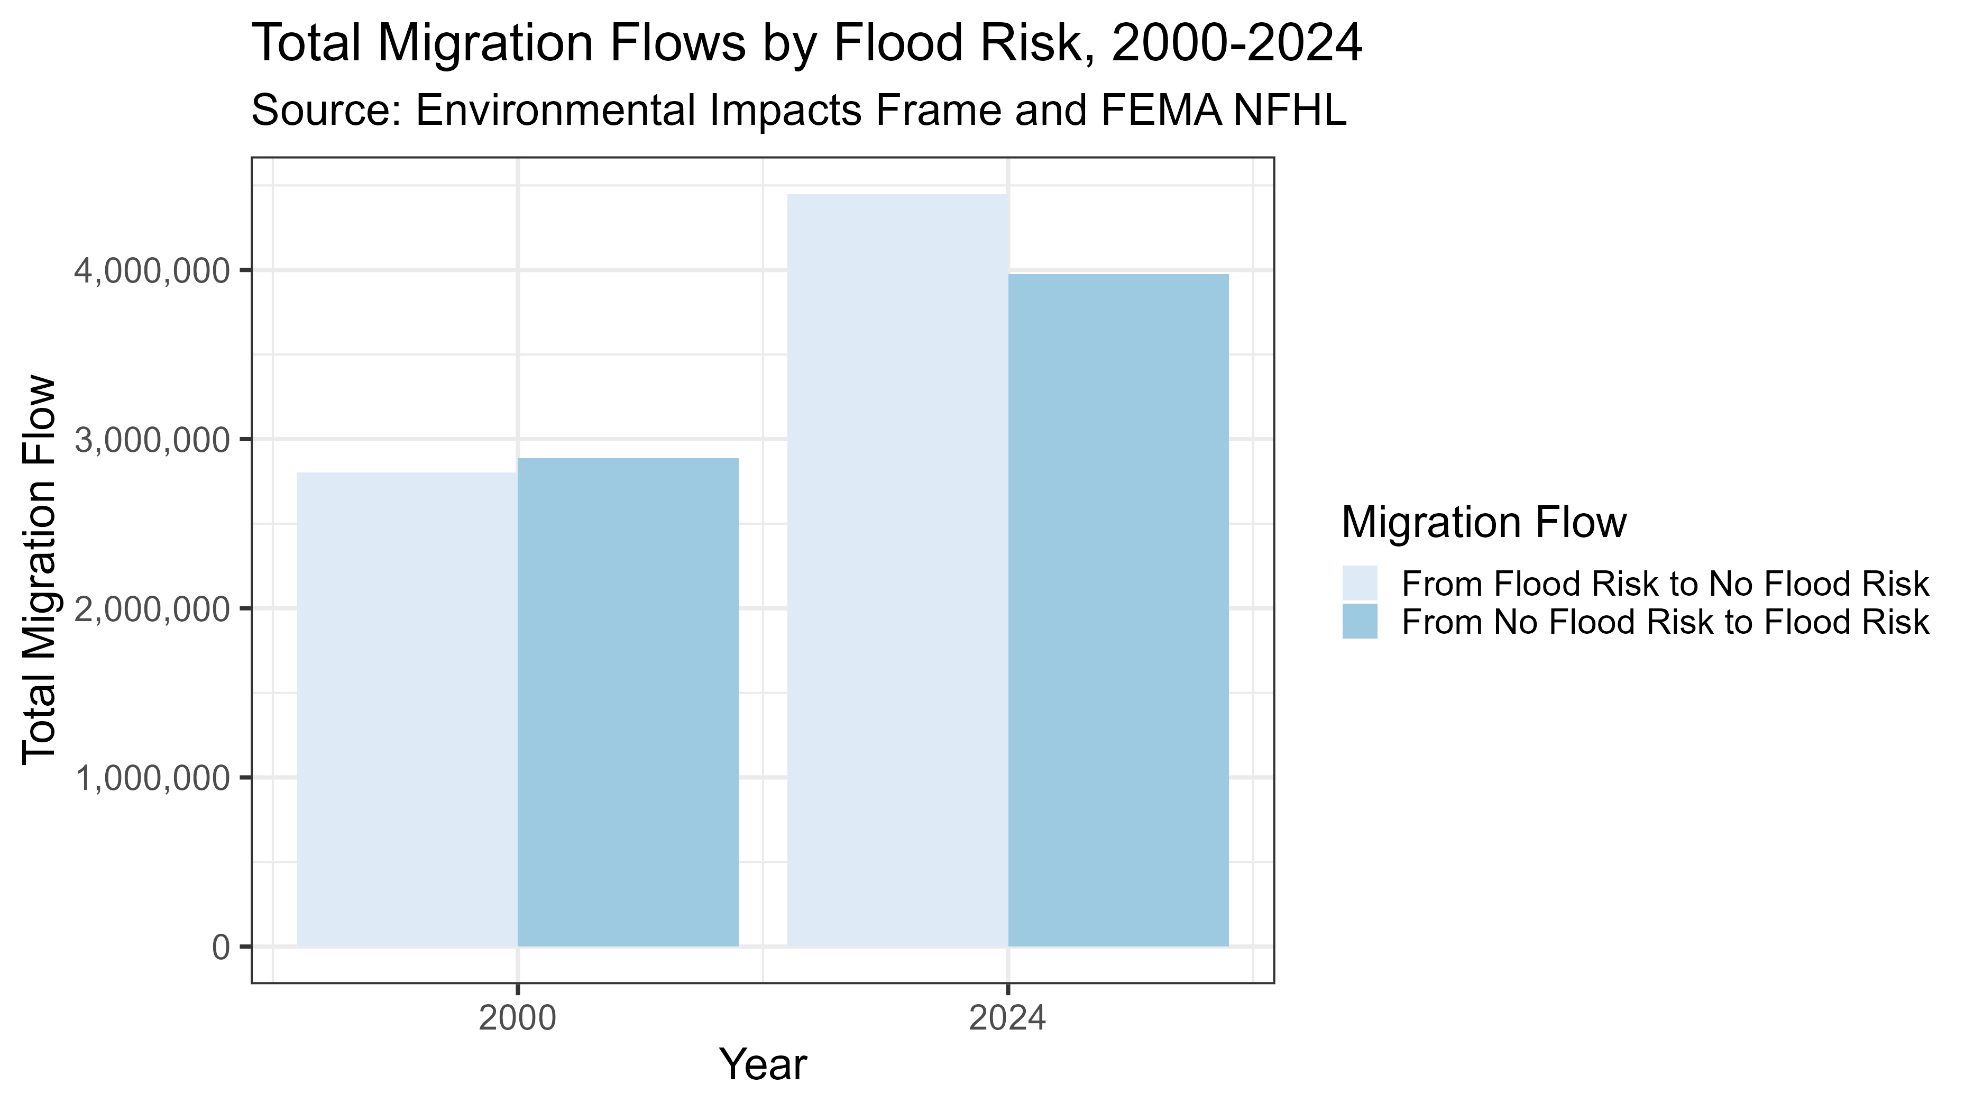 Total Migration Flows by Flood Risk, 2000-2024
Source: Environmental Impacts Frame and FEMA NFHL
Total Migration Flow
4,000,000
3,000,000
2,000,000
1,000,000
0
2000
2024
Year
Migration Flow
From Flood Risk to No Flood Risk
From No Flood Risk to Flood Risk